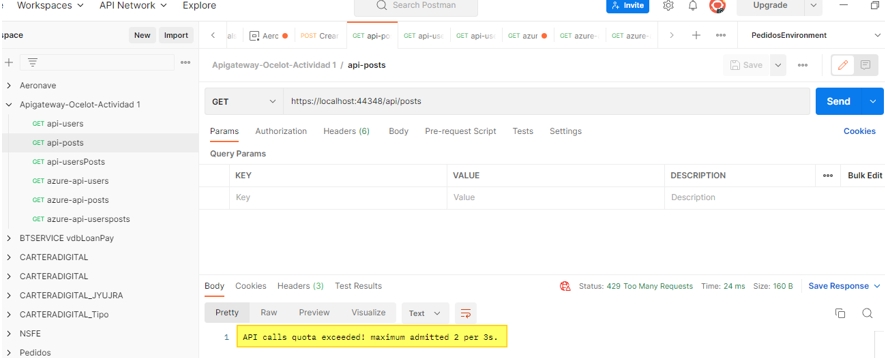 Workspaces API Network Explore Search Postman Invite Upgrade
space New Import Aero POST Crea GET api-po GET api-us GET api-us GET azur GET azure- GET azure- PedidosEnvironment
Apigateway-Ocelot-Actividad 1 / api-posts Save
Aeronave
Apigateway-Ocelot-Actividad 1
GET api-users
GET api-posts
GET api-usersPosts
GET azure-api-users
GET azure-api-posts
GET azure-api-usersposts
BTSERVICE vdbLoanPay
CARTERADIGITAL
CARTERADIGITAL
CARTERADIGITAL_JYUJRA
CARTERADIGITAL_Tipo
NSFE
Pedidos
GET https://localhost:44348/api/posts Send
Params Authorization Headers (6) Body Pre-request Script Tests Settings Cookies
Query Params
KEY VALUE DESCRIPTION Bulk Edit
Key Value Description
Body Cookies Headers (3) Test Results Status: 429 Too Many Requests Time: 24 ms Size: 160 B Save Response
Pretty Raw Preview Visualize Text
1 API calls quota exceeded! maximum admitted 2 per 3s.